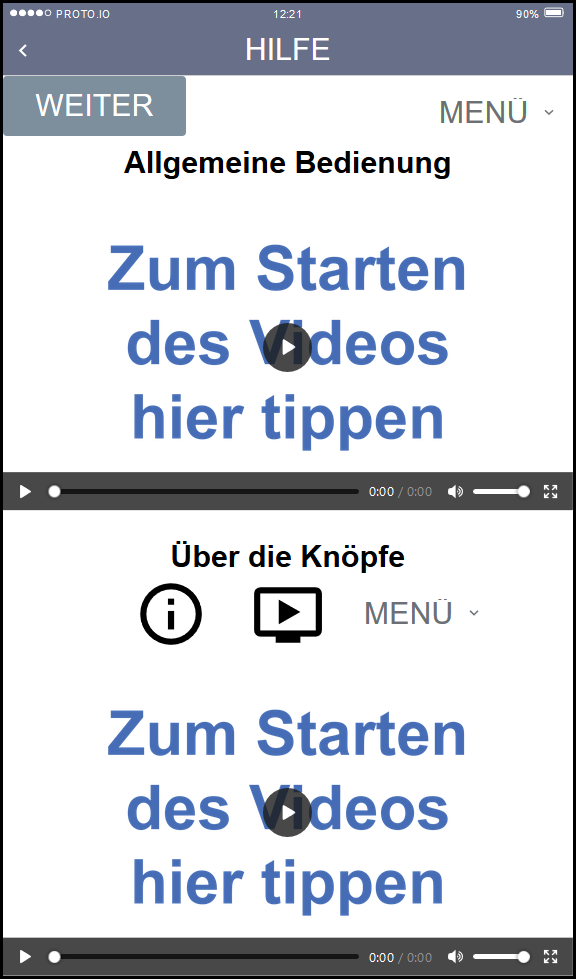 PROTO.IO 12:21 90%
HILFE
WEITER
MENÜ
Allgemeine Bedienung
Zum Starten
des Videos
hier tippen
0:00 / 0:00
Über die Knöpfe
MENÜ
Zum Starten
des Videos
hier tippen
0:00 / 0:00